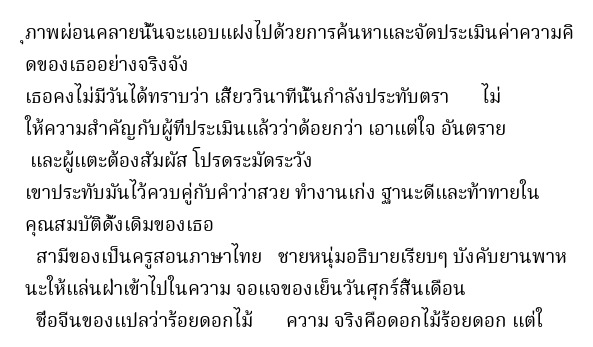 ุภาพผ่อนคลายนั้นจะแอบแฝงไปด้วยการค้นหาและจัดประเมินค่าความคิ
ดของเธออย่างจริงจัง
เธอคงไม่มีวันได้ทราบว่า เสี้ยววินาทีนั้นกำลังประทับตรา ไม่
ให้ความสำคัญกับผู้ที่ประเมินแล้วว่าด้อยกว่า เอาแต่ใจ อันตราย
และผู้แตะต้องสัมผัส โปรดระมัดระวัง
เขาประทับมันไว้ควบคู่กับคำว่าสวย ทำงานเก่ง ฐานะดีและท้าทายใน
คุณสมบัติดั้งเดิมของเธอ
สามีของเป็นครูสอนภาษาไทย ชายหนุ่มอธิบายเรียบๆ บังคับยานพาห
นะให้แล่นฝ่าเข้าไปในความ จอแจของเย็นวันศุกร์สิ้นเดือน
ชื่อจีนของแปลว่าร้อยดอกไม้ ความ จริงคือดอกไม้ร้อยดอก แต่ใ